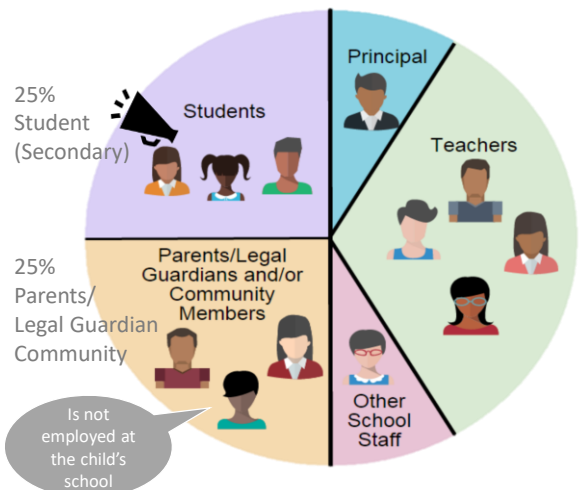 25%
Student
(Secondary)
Students
Principal
Teachers
25%
Parents/
Legal Guardian
Community
Parents/Legal
Guardians and/or
Community
Members
Other
School
Staff
Is not
employed at
the child's
school